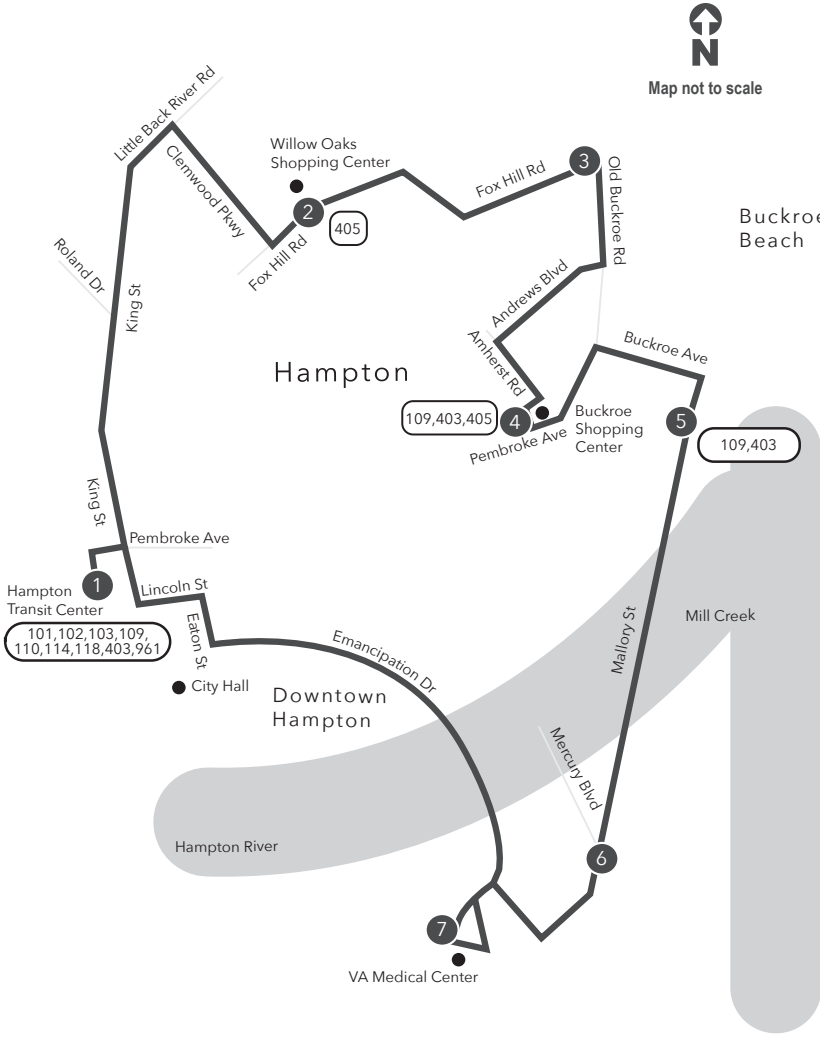 N
Map not to scale
Little Back River Rd
Clemwood Pkwy
Willow Oaks
Shopping Center
2
405
Fox Hill Rd
Fox Hill Rd
3
Old Buckroe Rd
Buckroe
Beach
Roland Dr
King St
Andrews Blvd
Amherst Rd
Hampton
Buckroe Ave
109,403,405
4
Buckroe
Shopping
Center
Pembroke Ave
5
109,403
King St
Pembroke Ave
1
Hampton
Transit Center
101,102,103,109,
110,114,118,403,961
Lincoln St
Eaton St
City Hall
Emancipation Dr
Downtown
Hampton
Mill Creek
Mallory St
Mercury Blvd
Hampton River
6
7
VA Medical Center